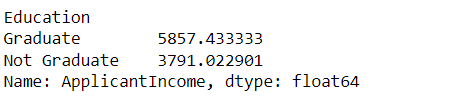 Education
Graduate        5857.433333
Not Graduate    3791.022901
Name: ApplicantIncome, dtype: float64